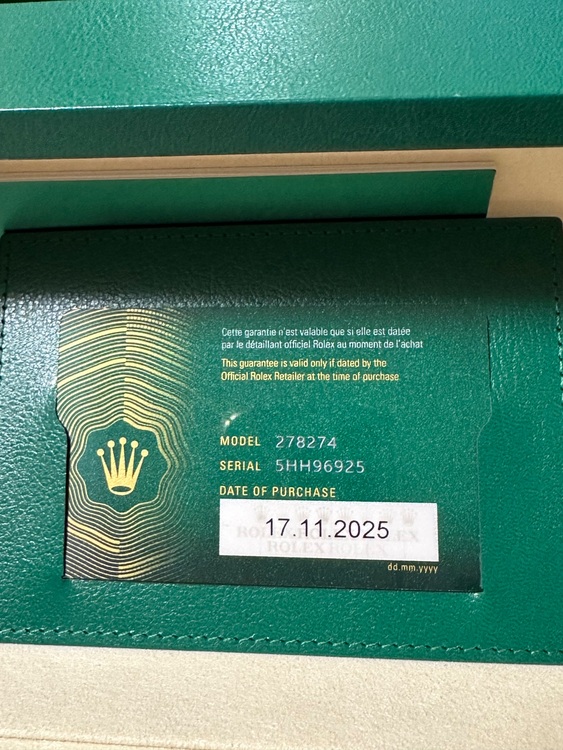 Cette garantie n'est valable que si elle est datée
par le détaillant officiel Rolex au moment de l'achat
This guarantee is valid only if dated by the
Official Rolex Retailer at the time of purchase.
MODEL 278274
SERIAL 5HH96925
DATE OF PURCHASE
17.11.2025
ROLEX ROLEX
dd.mm.yyyy